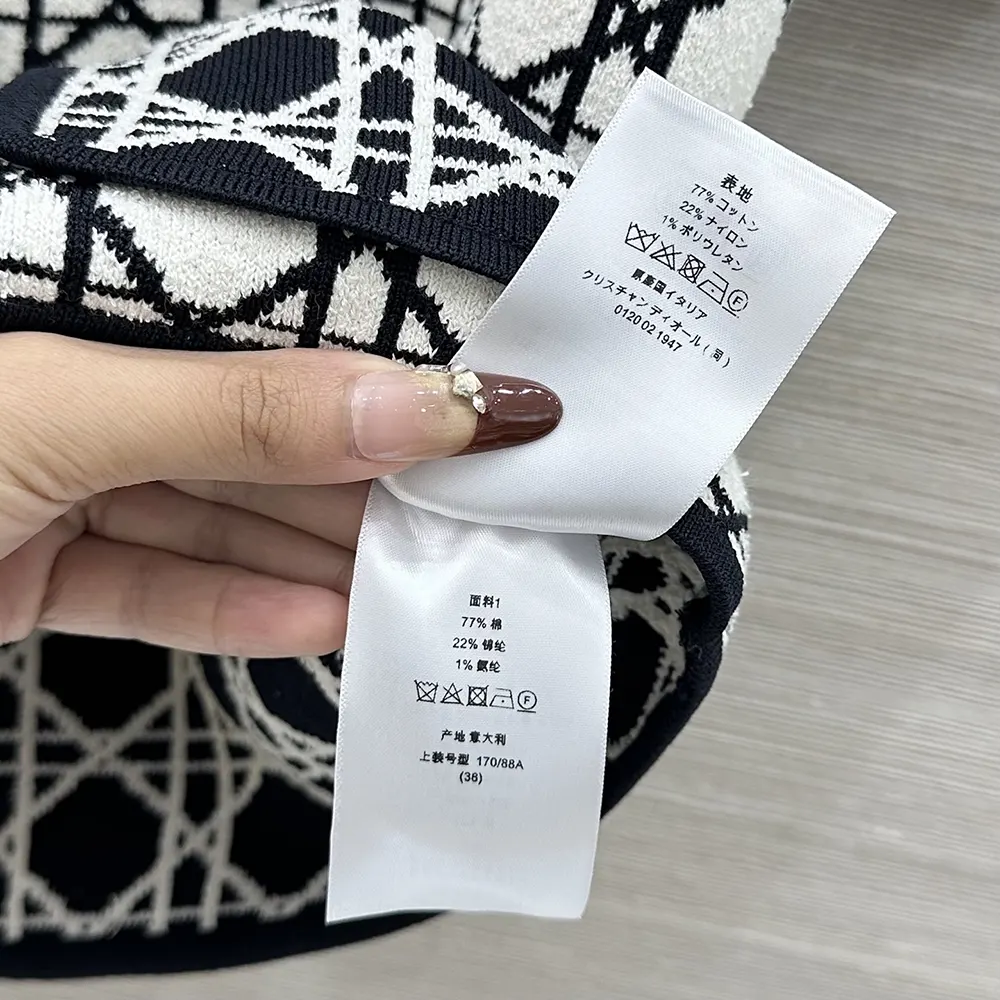 表地
77% コットン
22% ナイロン
1% ポリウレタン
F
原豪国イタリア
クリスチャンディオール(同)
0120 02 1947
面料1
77% 棉
22% 锦纶
1% 氨纶
F
产地 意大利
上装号型 170/88A
(38)